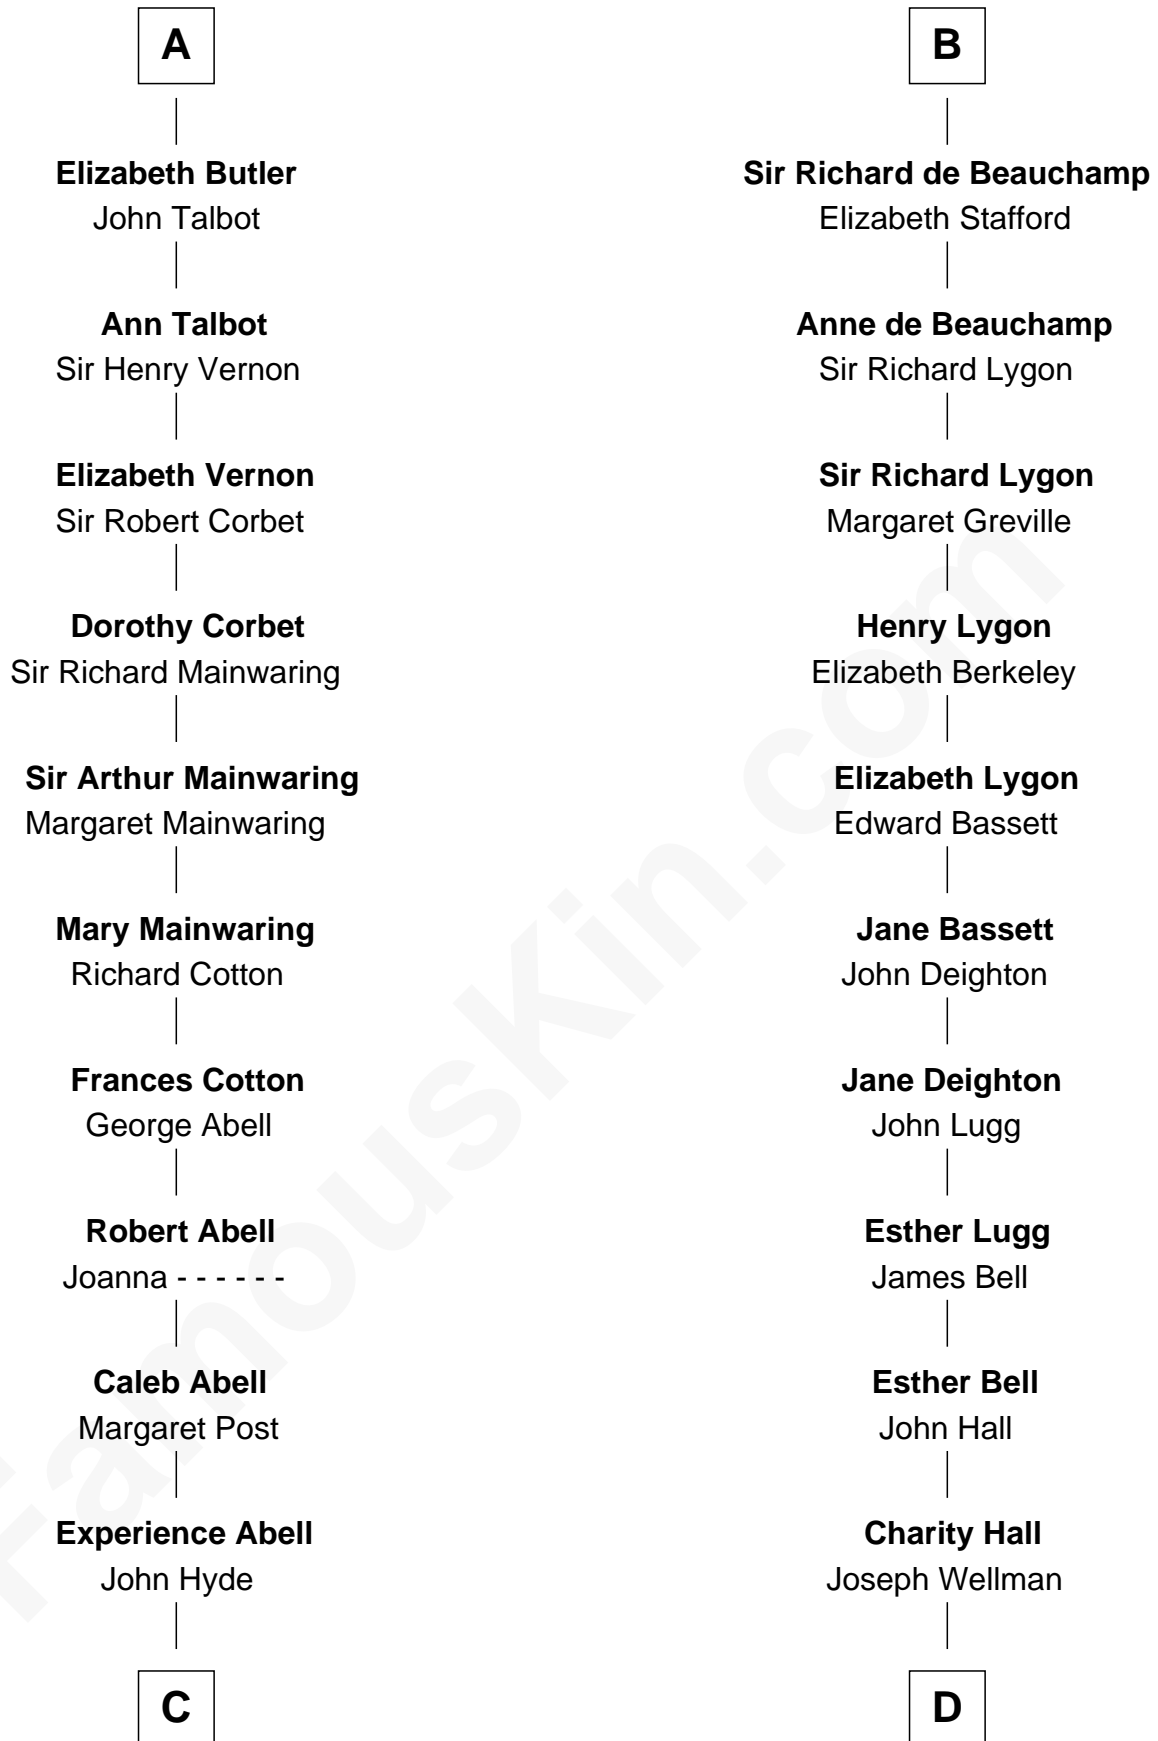 A
Elizabeth Butler
John Talbot
Ann Talbot
Sir Henry Vernon
Elizabeth Vernon
Sir Robert Corbet
Dorothy Corbet
Sir Richard Mainwaring
Sir Arthur Mainwaring
Margaret Mainwaring
Mary Mainwaring
Richard Cotton
Frances Cotton
George Abell
Robert Abell
Joanna - - - - - -
Caleb Abell
Margaret Post
Experience Abell
John Hyde
C
B
Sir Richard de Beauchamp
Elizabeth Stafford
Anne de Beauchamp
Sir Richard Lygon
Sir Richard Lygon
Margaret Greville
Henry Lygon
Elizabeth Berkeley
Elizabeth Lygon
Edward Bassett
Jane Bassett
John Deighton
Jane Deighton
John Lugg
Esther Lugg
James Bell
Esther Bell
John Hall
Charity Hall
Joseph Wellman
D
FamousKin.com